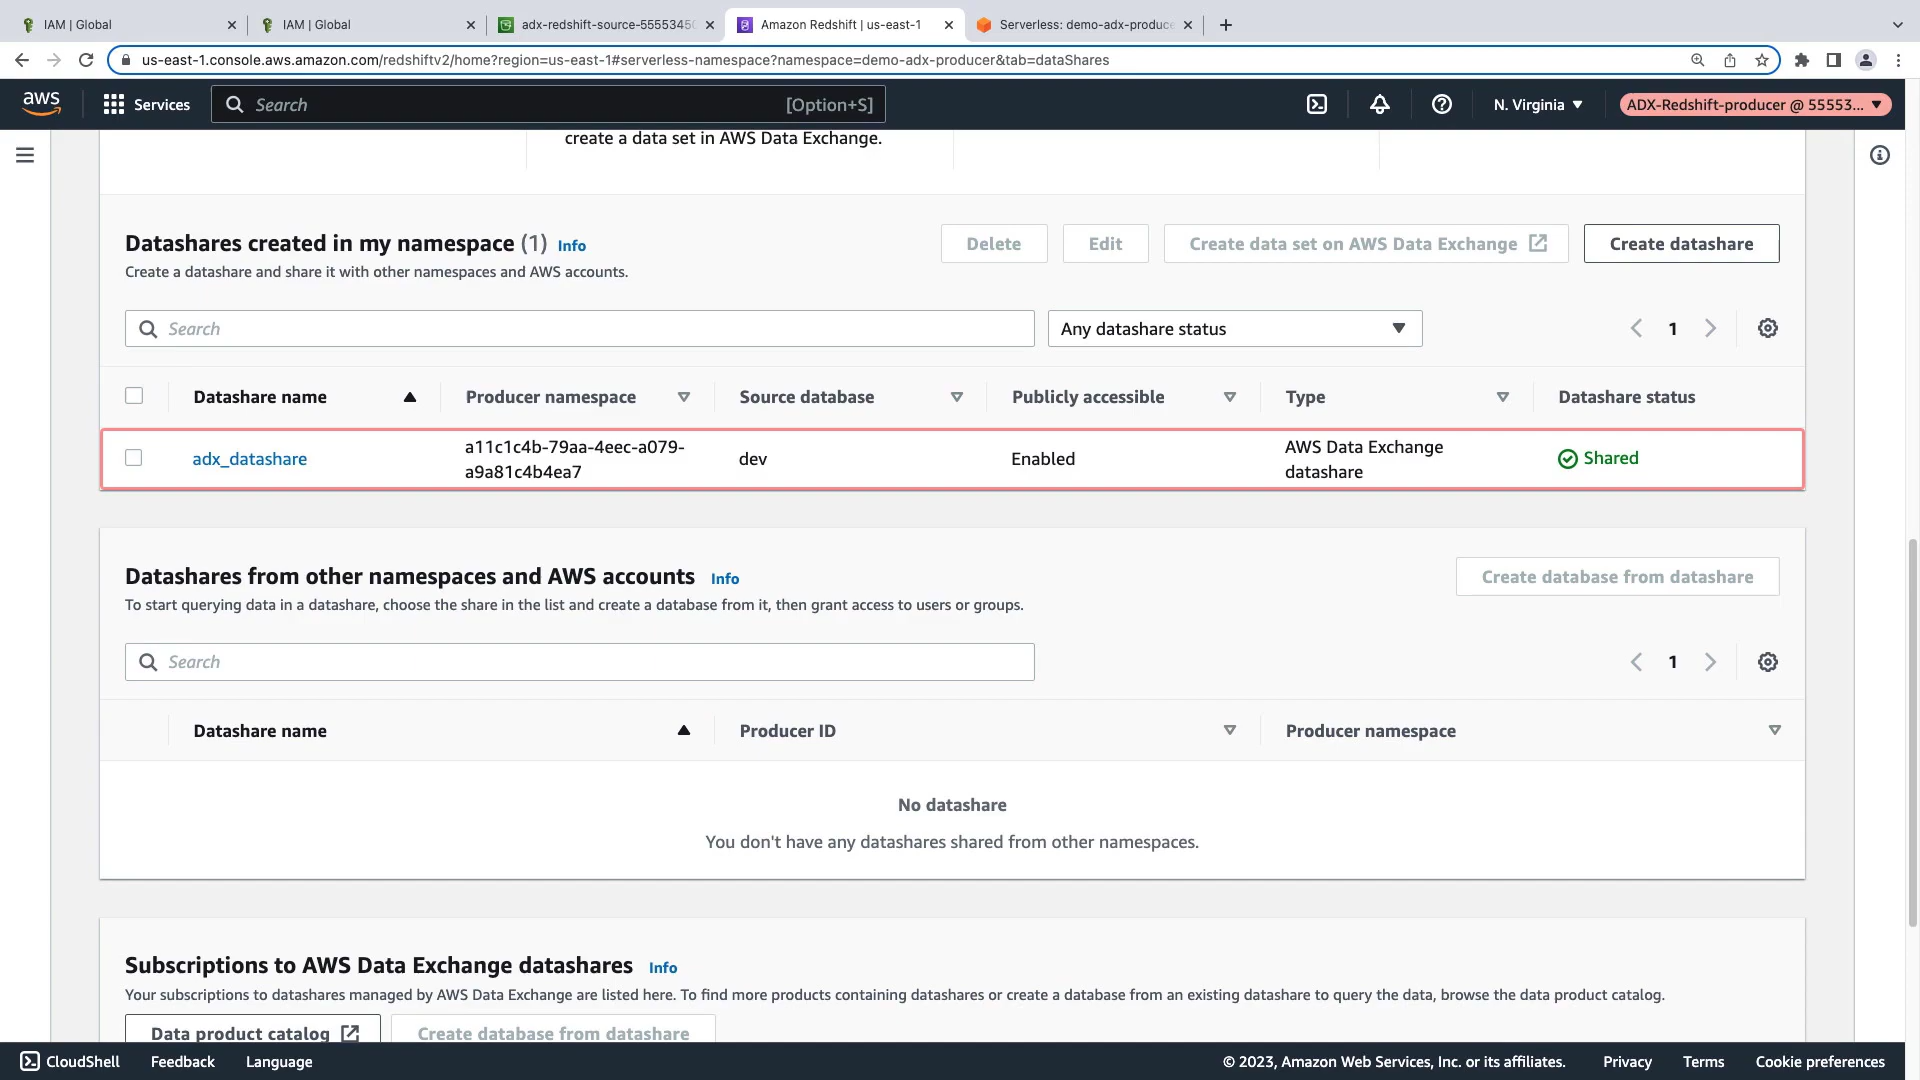 IAM | Global
IAM | Global
adx-redshift-source-55553450
Amazon Redshift | us-east-1
Serverless: demo-adx-produce
us-east-1.console.aws.amazon.com/redshiftv2/home?region=us-east-1#serverless-namespace?namespace=demo-adx-producer&tab=dataShares
aws
Services
Search
[Option+S]
N. Virginia
ADX-Redshift-producer @ 55553...
create a data set in AWS Data Exchange.
Datashares created in my namespace (1) Info
Create a datashare and share it with other namespaces and AWS accounts.
Delete
Edit
Create data set on AWS Data Exchange
Create datashare
Search
Any datashare status
1
Datashare name
Producer namespace
Source database
Publicly accessible
Type
Datashare status
adx_datashare
a11c1c4b-79aa-4eec-a079-
a9a81c4b4ea7
dev
Enabled
AWS Data Exchange
datashare
Shared
Datashares from other namespaces and AWS accounts Info
To start querying data in a datashare, choose the share in the list and create a database from it, then grant access to users or groups.
Create database from datashare
Search
1
Datashare name
Producer ID
Producer namespace
No datashare
You don't have any datashares shared from other namespaces.
Subscriptions to AWS Data Exchange datashares Info
Your subscriptions to datashares managed by AWS Data Exchange are listed here. To find more products containing datashares or create a database from an existing datashare to query the data, browse the data product catalog.
Data product catalog
Create database from datashare
CloudShell
Feedback
Language
© 2023, Amazon Web Services, Inc. or its affiliates.
Privacy
Terms
Cookie preferences